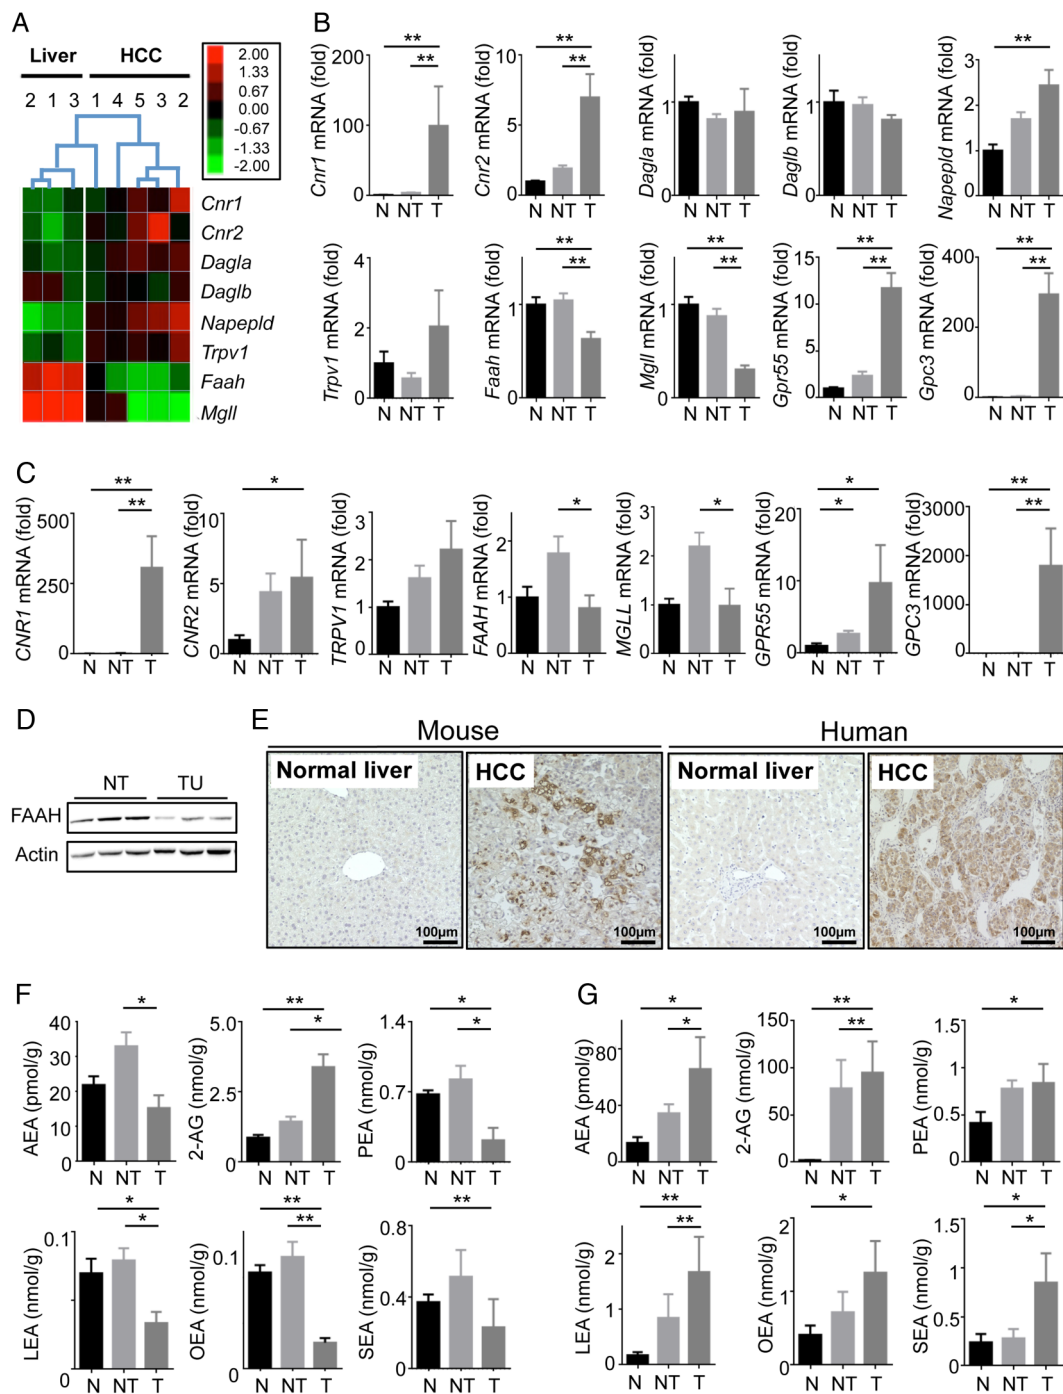 A
Liver HCC
2 1 3 1 4 5 3 2
2.00
1.33
0.67
0.00
-0.67
-1.33
-2.00
Cnr1
Cnr2
Dagla
Daglb
Napepld
Trpv1
Faah
Mgll
B
Cnr1 mRNA (fold)
200
100
0
** **
N NT T
Cnr2 mRNA (fold)
10
5
0
** **
N NT T
Dagla mRNA (fold)
1
0
N NT T
Daglb mRNA (fold)
1
0
N NT T
Napepld mRNA (fold)
3
2
1
0
**
N NT T
Trpv1 mRNA (fold)
4
2
0
N NT T
Faah mRNA (fold)
1
0
** **
N NT T
Mgll mRNA (fold)
1
0
** **
N NT T
Gpr55 mRNA (fold)
15
10
5
0
** **
N NT T
Gpc3 mRNA (fold)
400
200
0
** **
N NT T
C
CNR1 mRNA (fold)
500
250
0
** **
N NT T
CNR2 mRNA (fold)
10
5
0
*
N NT T
TRPV1 mRNA (fold)
3
2
1
0
N NT T
FAAH mRNA (fold)
2
1
0
*
N NT T
MGLL mRNA (fold)
3
2
1
0
*
N NT T
GPR55 mRNA (fold)
20
10
0
* *
N NT T
GPC3 mRNA (fold)
3000
2000
1000
0
** **
N NT T
D
NT TU
FAAH
Actin
E
Mouse Human
Normal liver HCC Normal liver HCC
100µm 100µm 100µm 100µm
F
AEA (pmol/g)
40
30
20
10
0
*
N NT T
2-AG (nmol/g)
5.0
2.5
0
** *
N NT T
PEA (nmol/g)
1.4
0.7
0
* *
N NT T
LEA (nmol/g)
0.1
0
* *
N NT T
OEA (nmol/g)
0.1
0
** **
N NT T
SEA (nmol/g)
0.8
0.4
0
**
N NT T
G
AEA (pmol/g)
80
40
0
* *
N NT T
2-AG (nmol/g)
150
100
50
0
** **
N NT T
PEA (nmol/g)
1.5
1
0.5
0
*
N NT T
LEA (nmol/g)
2
1
0
** **
N NT T
OEA (nmol/g)
2
1
0
*
N NT T
SEA (nmol/g)
1.5
1
0.5
0
* *
N NT T